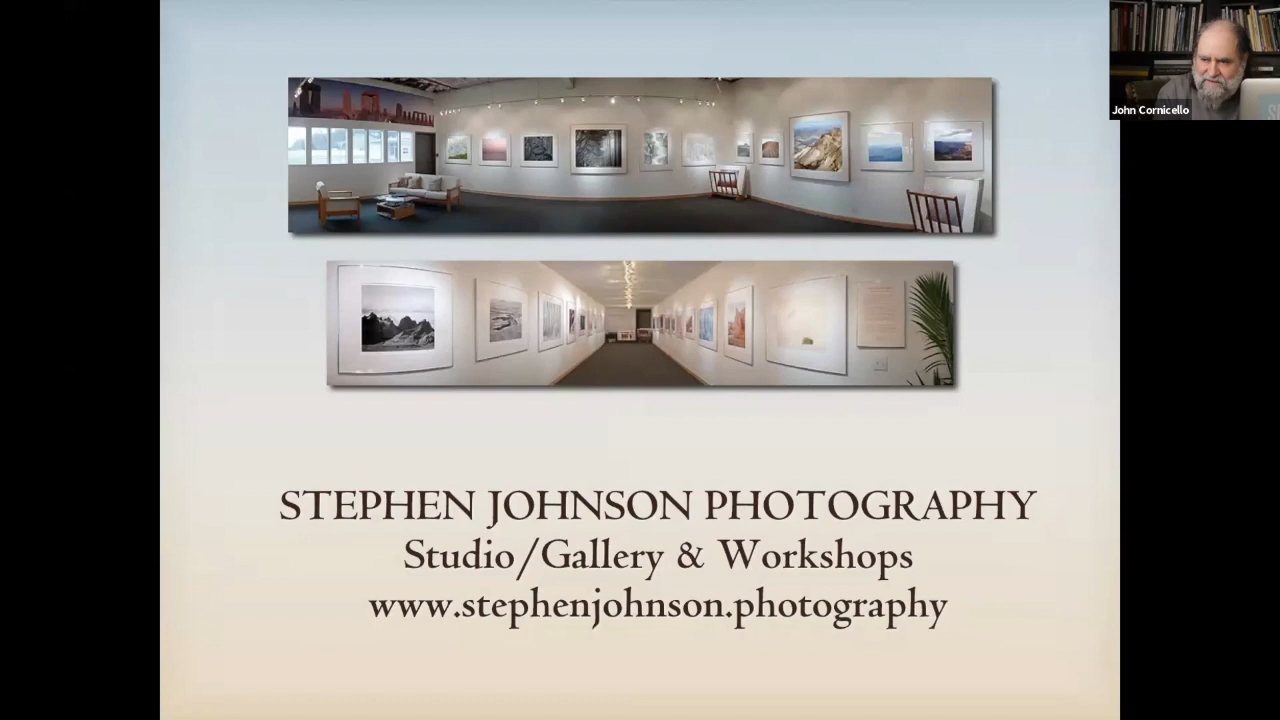 John Cornicello
STEPHEN JOHNSON PHOTOGRAPHY
Studio/Gallery & Workshops
www.stephenjohnson.photography